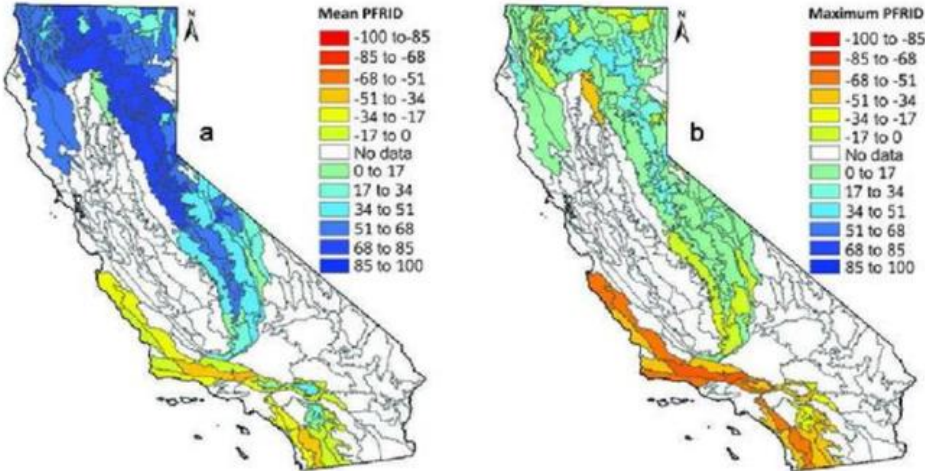 Mean PFRID
N
-100 to -85
-85 to -68
-68 to -51
-51 to -34
-34 to -17
-17 to 0
No data
0 to 17
17 to 34
34 to 51
51 to 68
68 to 85
85 to 100
a
Maximum PFRID
N
-100 to -85
-85 to -68
-68 to -51
-51 to -34
-34 to -17
-17 to 0
No data
0 to 17
17 to 34
34 to 51
51 to 68
68 to 85
85 to 100
b